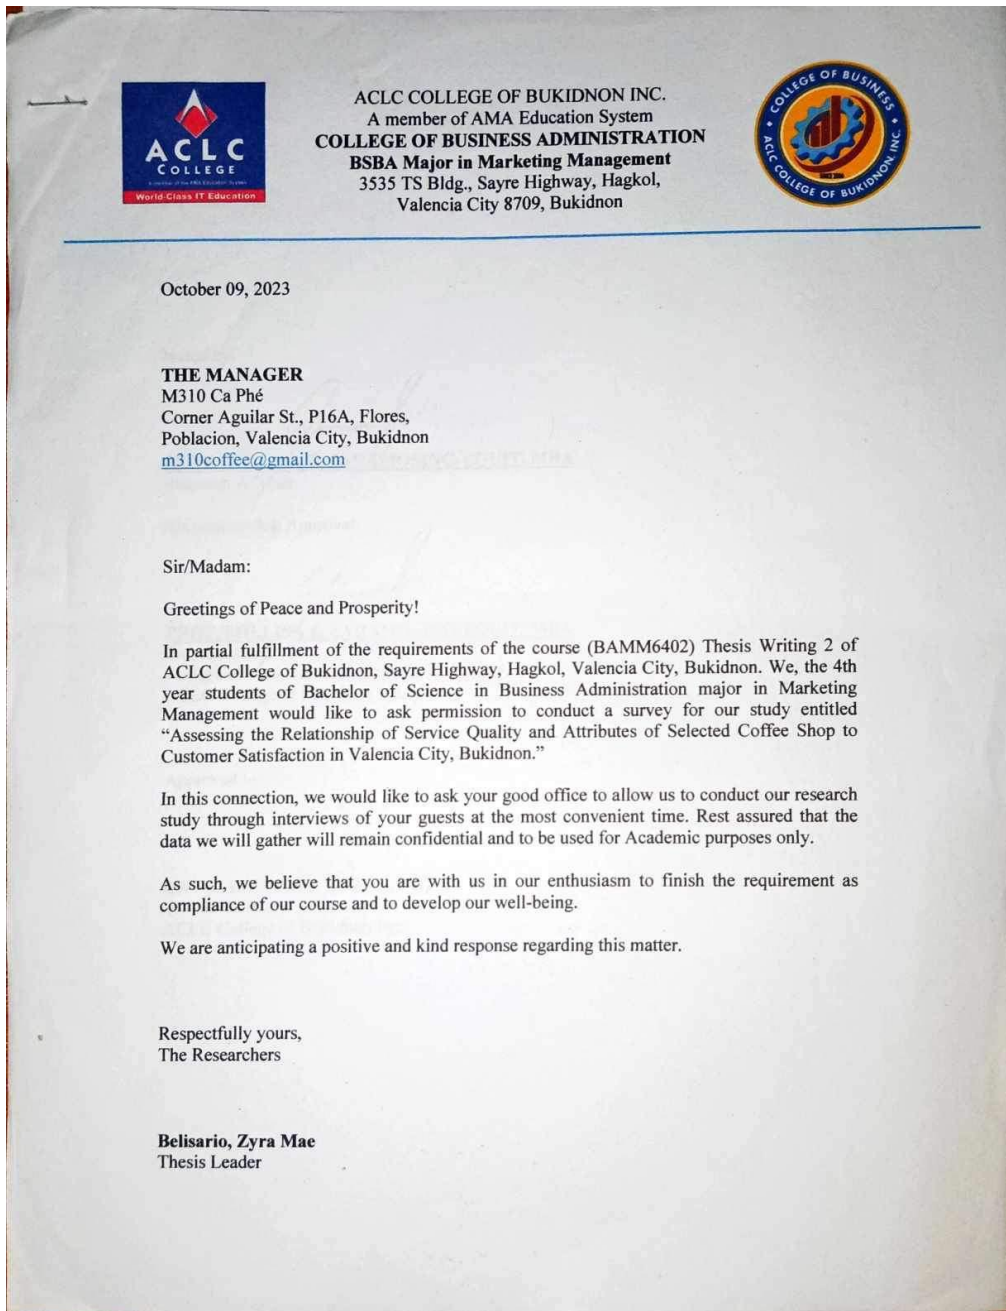 ACLC
COLLEGE
World-Class IT Education
ACLC COLLEGE OF BUKIDNON INC.
A member of AMA Education System
COLLEGE OF BUSINESS ADMINISTRATION
BSBA Major in Marketing Management
3535 TS Bldg., Sayre Highway, Hagkol,
Valencia City 8709, Bukidnon
COLLEGE OF BUSINESS
ACLC COLLEGE OF BUKIDNON, INC.
October 09, 2023
THE MANAGER
M310 Ca Phé
Corner Aguilar St., P16A, Flores,
Poblacion, Valencia City, Bukidnon
m310coffee@gmail.com
Sir/Madam:
Greetings of Peace and Prosperity!
In partial fulfillment of the requirements of the course (BAMM6402) Thesis Writing 2 of
ACLC College of Bukidnon, Sayre Highway, Hagkol, Valencia City, Bukidnon. We, the 4th
year students of Bachelor of Science in Business Administration major in Marketing
Management would like to ask permission to conduct a survey for our study entitled
“Assessing the Relationship of Service Quality and Attributes of Selected Coffee Shop to
Customer Satisfaction in Valencia City, Bukidnon.”
In this connection, we would like to ask your good office to allow us to conduct our research
study through interviews of your guests at the most convenient time. Rest assured that the
data we will gather will remain confidential and to be used for Academic purposes only.
As such, we believe that you are with us in our enthusiasm to finish the requirement as
compliance of our course and to develop our well-being.
We are anticipating a positive and kind response regarding this matter.
Respectfully yours,
The Researchers
Belisario, Zyra Mae
Thesis Leader